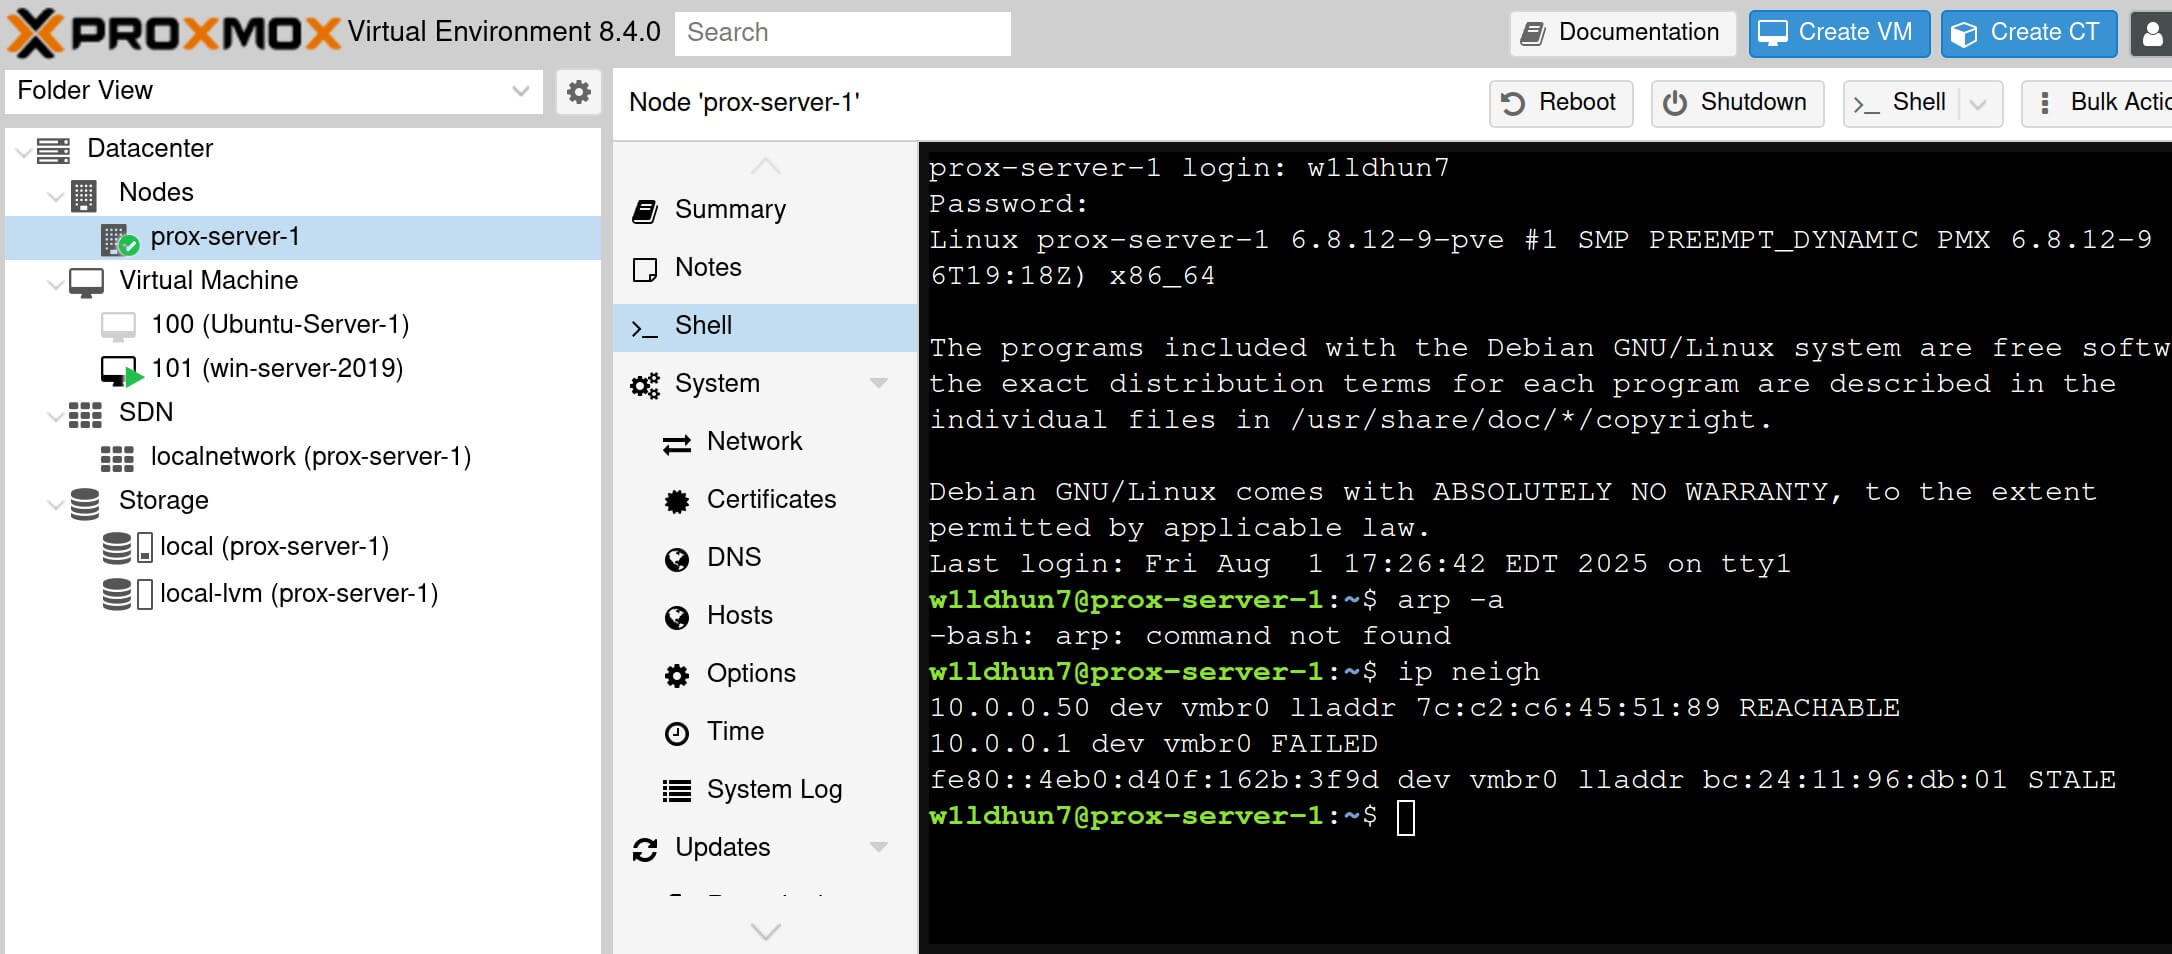 PROXMOX Virtual Environment 8.4.0
Search
Documentation
Create VM
Create CT
Folder View
Datacenter
Nodes
prox-server-1
Virtual Machine
100 (Ubuntu-Server-1)
101 (win-server-2019)
SDN
localnetwork (prox-server-1)
Storage
local (prox-server-1)
local-lvm (prox-server-1)
Node 'prox-server-1'
Reboot
Shutdown
Shell
Bulk Actio
Summary
Notes
Shell
System
Network
Certificates
DNS
Hosts
Options
Time
System Log
Updates
prox-server-1 login: w1ldhun7
Password:
Linux prox-server-1 6.8.12-9-pve #1 SMP PREEMPT_DYNAMIC PMX 6.8.12-9
6T19:18Z) x86_64
The programs included with the Debian GNU/Linux system are free softw
the exact distribution terms for each program are described in the
individual files in /usr/share/doc/*/copyright.
Debian GNU/Linux comes with ABSOLUTELY NO WARRANTY, to the extent
permitted by applicable law.
Last login: Fri Aug  1 17:26:42 EDT 2025 on tty1
w1ldhun7@prox-server-1:~$ arp -a
-bash: arp: command not found
w1ldhun7@prox-server-1:~$ ip neigh
10.0.0.50 dev vmbr0 lladdr 7c:c2:c6:45:51:89 REACHABLE
10.0.0.1 dev vmbr0 FAILED
fe80::4eb0:d40f:162b:3f9d dev vmbr0 lladdr bc:24:11:96:db:01 STALE
w1ldhun7@prox-server-1:~$